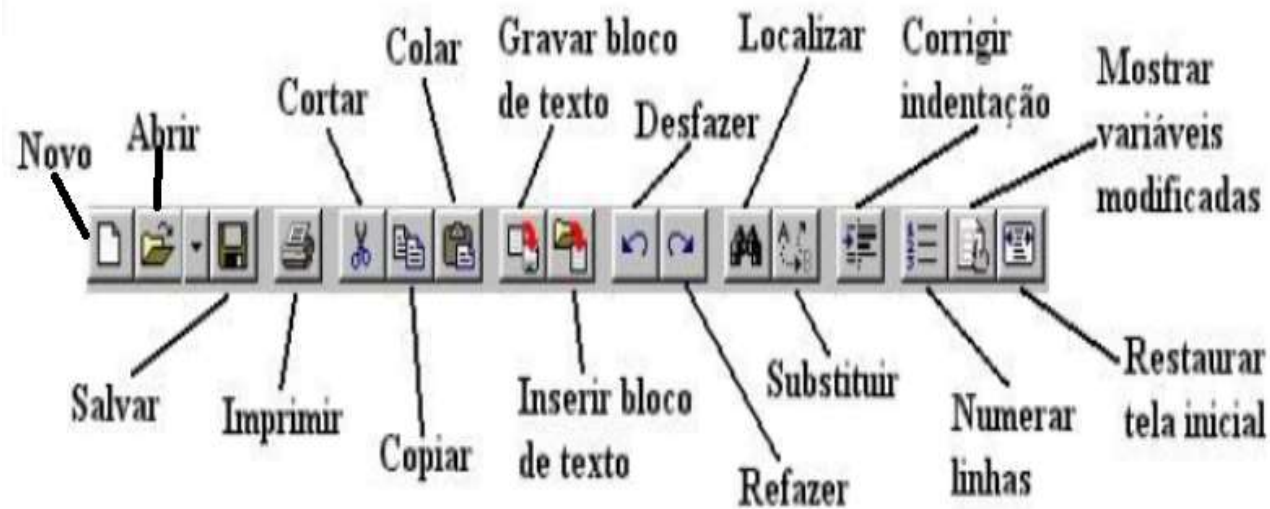 Novo
Abrir
Cortar
Colar
Gravar bloco
de texto
Desfazer
Localizar
Corrigir
indentação
Mostrar
variáveis
modificadas
Salvar
Imprimir
Copiar
Inserir bloco
de texto
Refazer
Substituir
Numerar
linhas
Restaurar
tela inicial